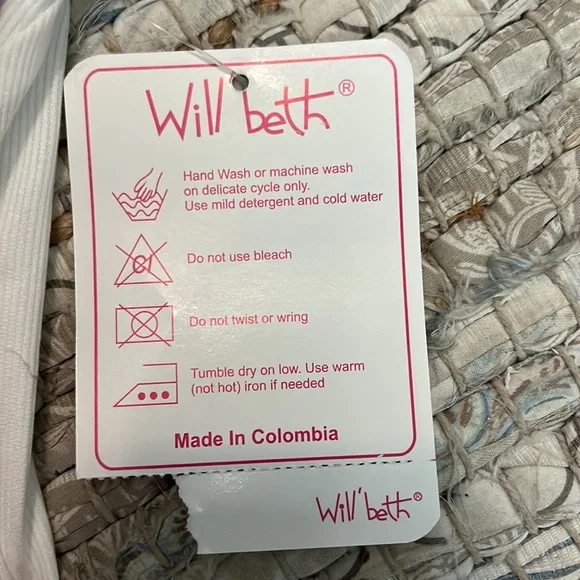 Will beth®
Hand Wash or machine wash
on delicate cycle only.
Use mild detergent and cold water
Cl
Do not use bleach
Do not twist or wring
Tumble dry on low. Use warm
(not hot) iron if needed
Made In Colombia
Will'beth®